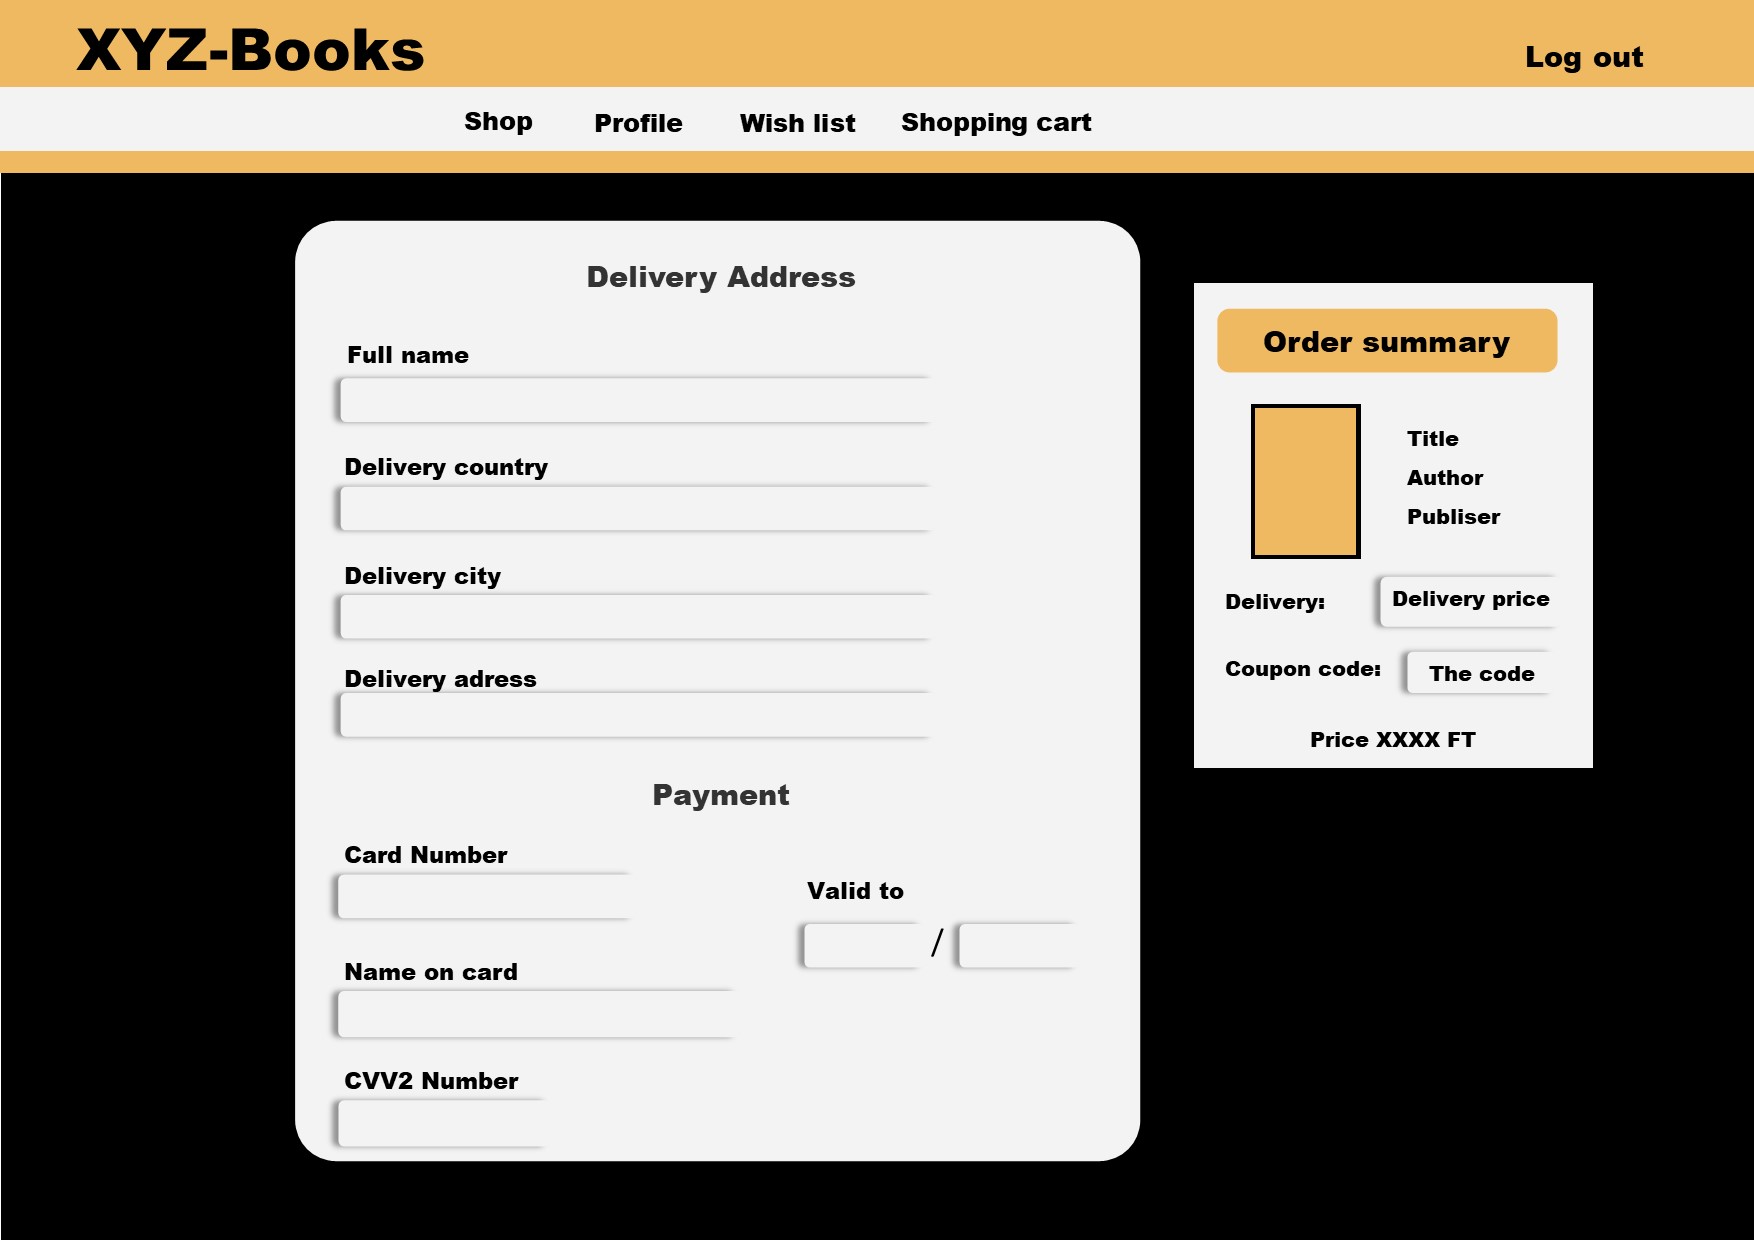 XYZ-Books
Log out
Shop Profile Wish list Shopping cart
Delivery Address
Full name
Delivery country
Delivery city
Delivery adress
Payment
Card Number
Valid to
/
Name on card
CVV2 Number
Order summary
Title
Author
Publiser
Delivery: Delivery price
Coupon code: The code
Price XXXX FT